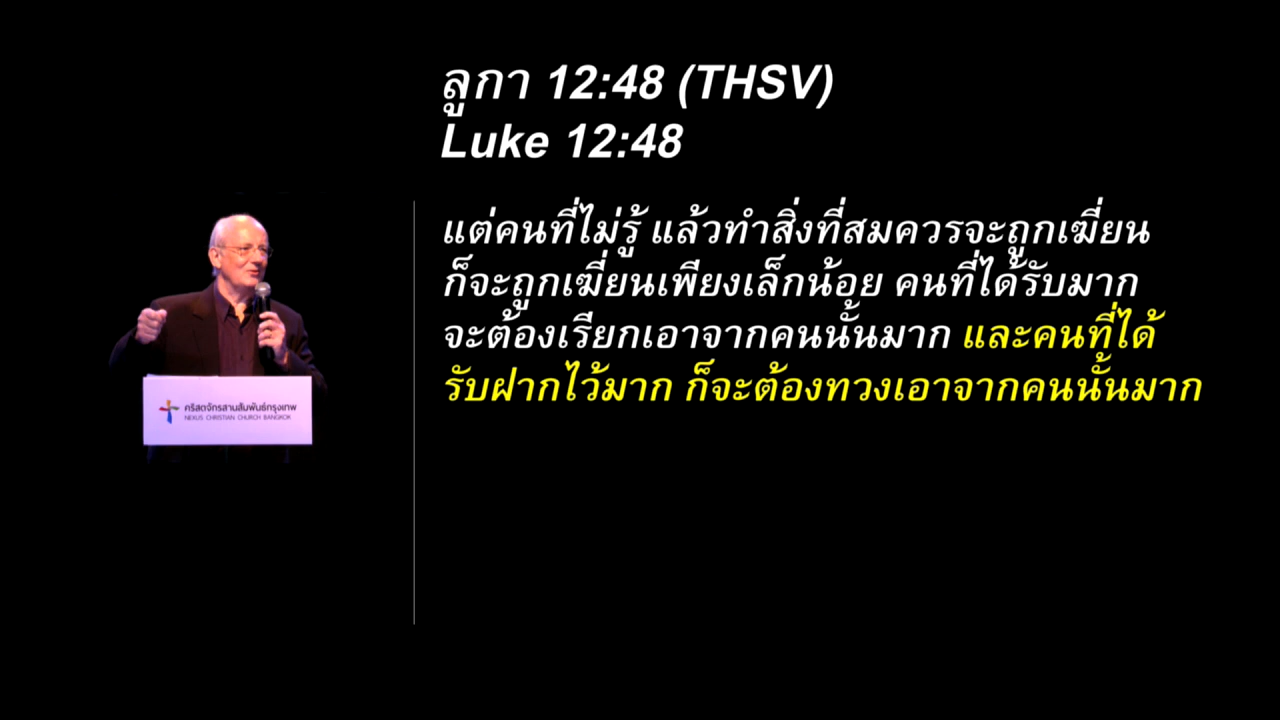 ลูกา 12:48 (THSV)
Luke 12:48
แต่คนที่ไม่รู้ แล้วทำสิ่งที่สมควรจะถูกเฆี่ยน
ก็จะถูกเฆี่ยนเพียงเล็กน้อย คนที่ได้รับมาก
จะต้องเรียกเอาจากคนนั้นมาก และคนที่ได้
รับฝากไว้มาก ก็จะต้องทวงเอาจากคนนั้นมาก
คริสตจักรสานสัมพันธ์กรุงเทพ
NEXUS CHRISTIAN CHURCH BANGKOK